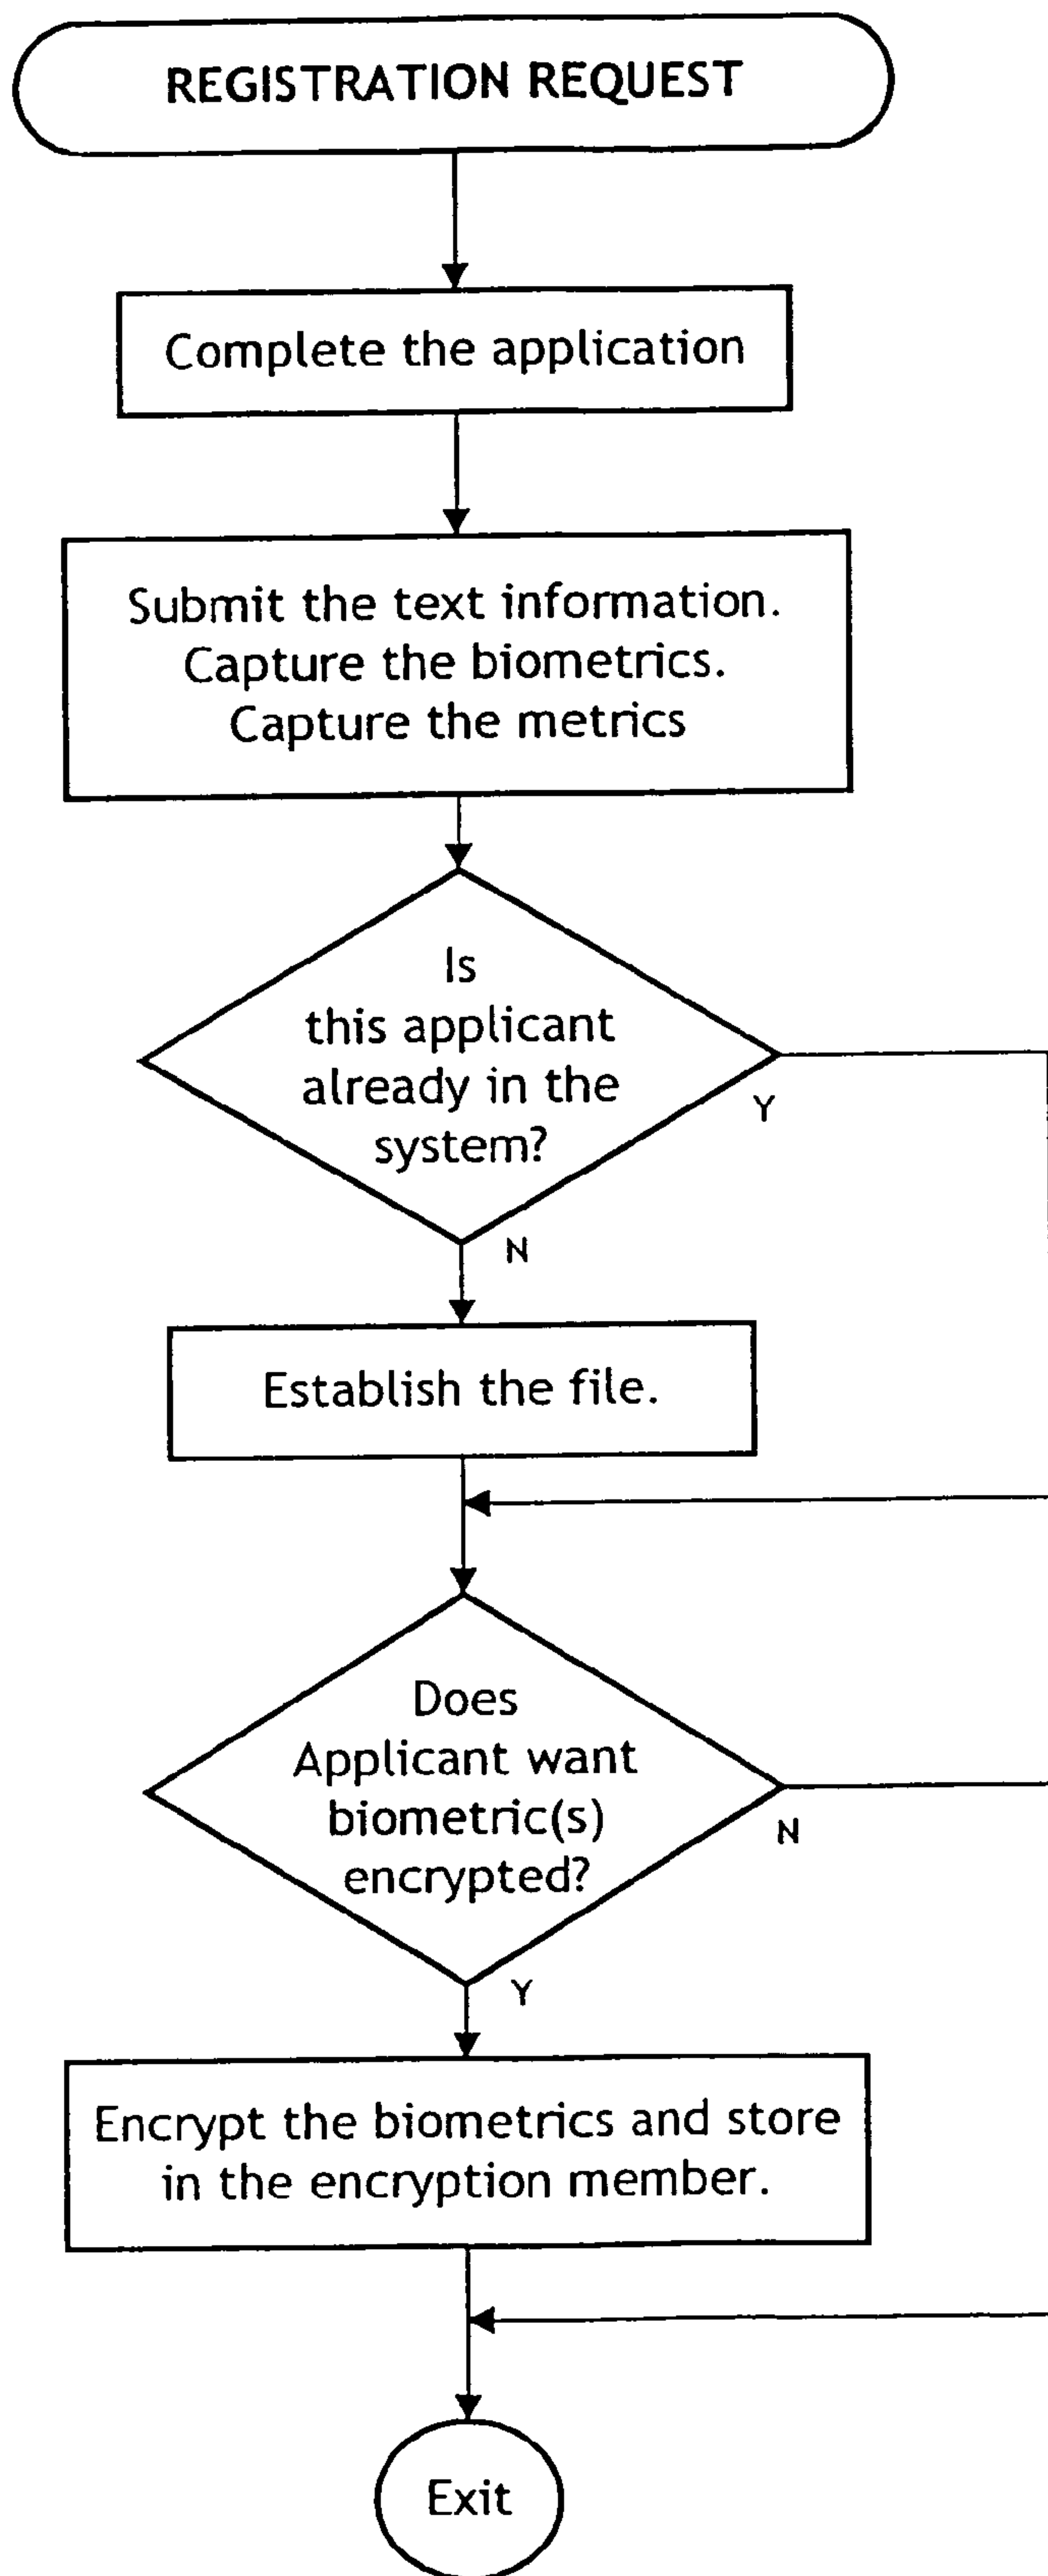 REGISTRATION REQUEST
Complete the application
Submit the text information.
Capture the biometrics.
Capture the metrics
Is
this applicant
already in the
system?
Y
N
Establish the file.
Does
Applicant want
biometric(s)
encrypted?
N
Y
Encrypt the biometrics and store
in the encryption member.
Exit